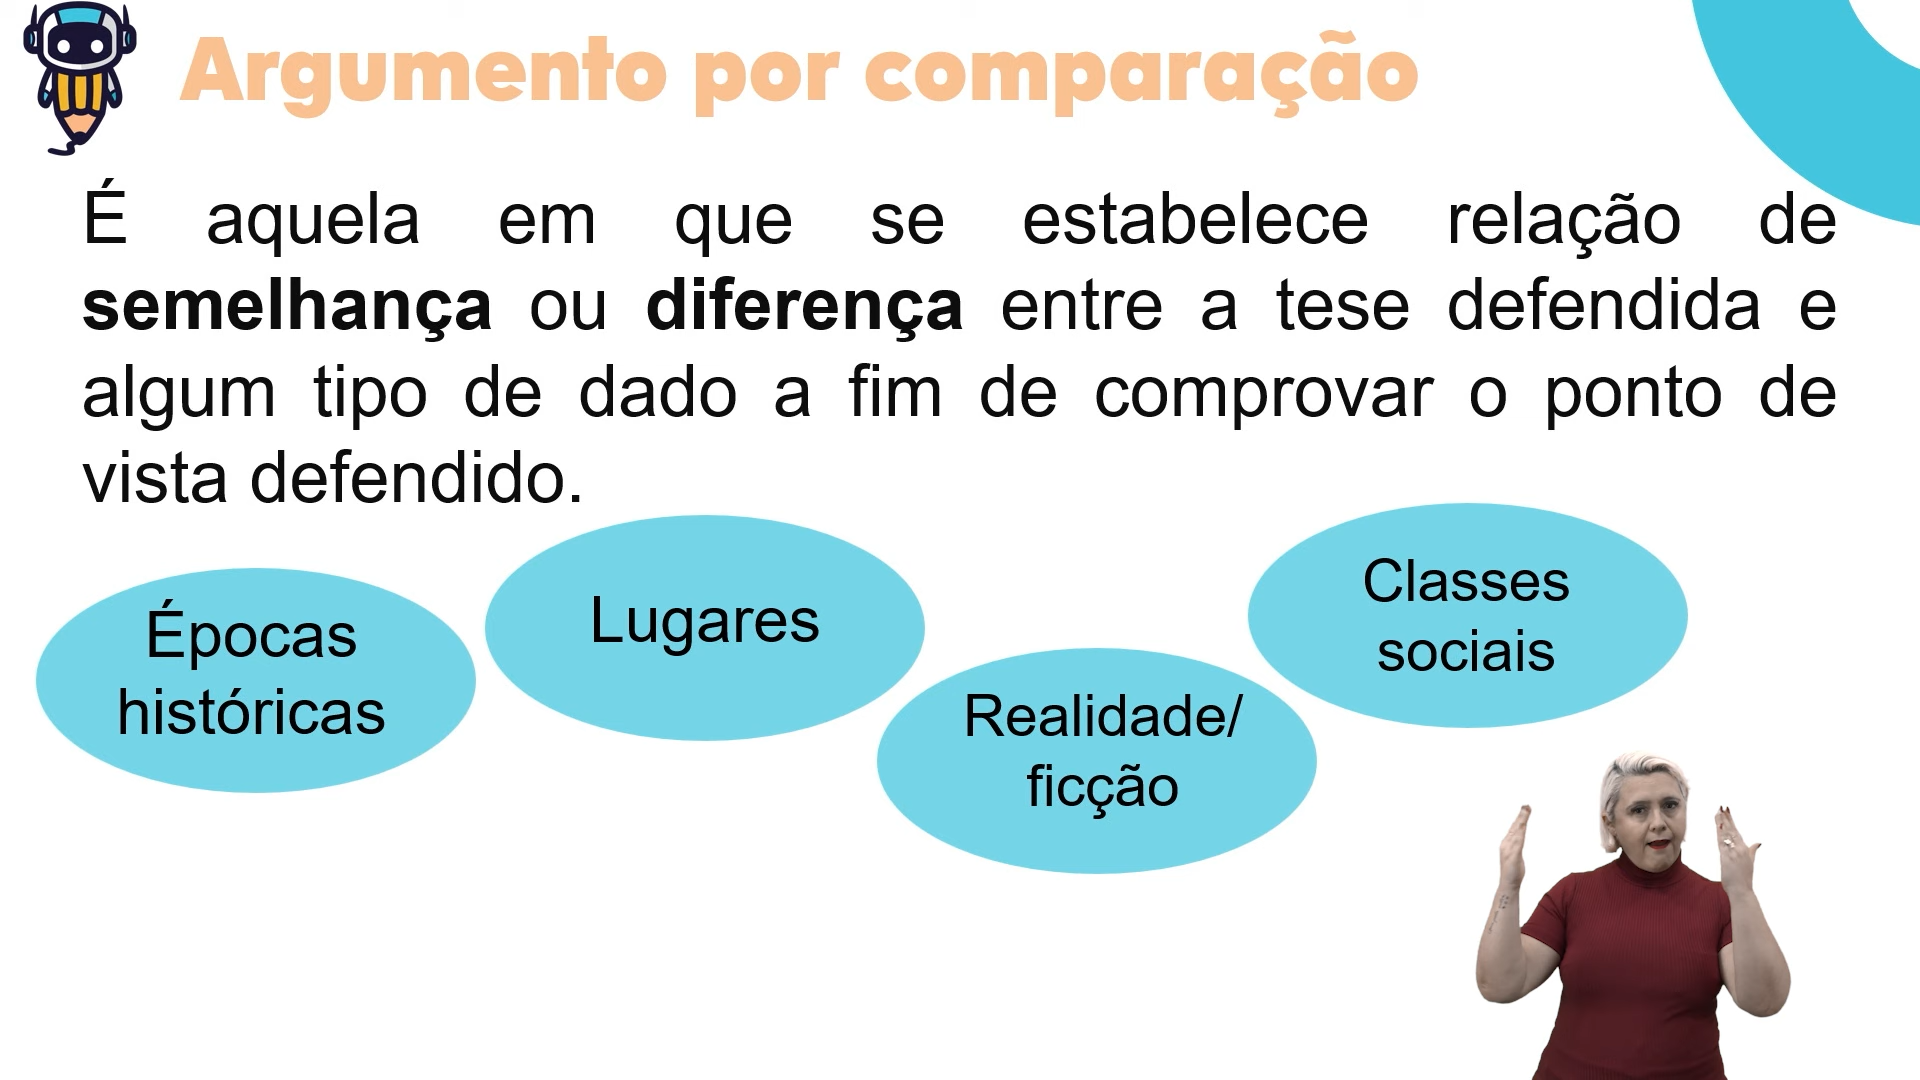 Argumento por comparação
É aquela em que se estabelece relação de
semelhança ou diferença entre a tese defendida e
algum tipo de dado a fim de comprovar o ponto de
vista defendido.
Épocas
históricas
Lugares
Realidade/
ficção
Classes
sociais